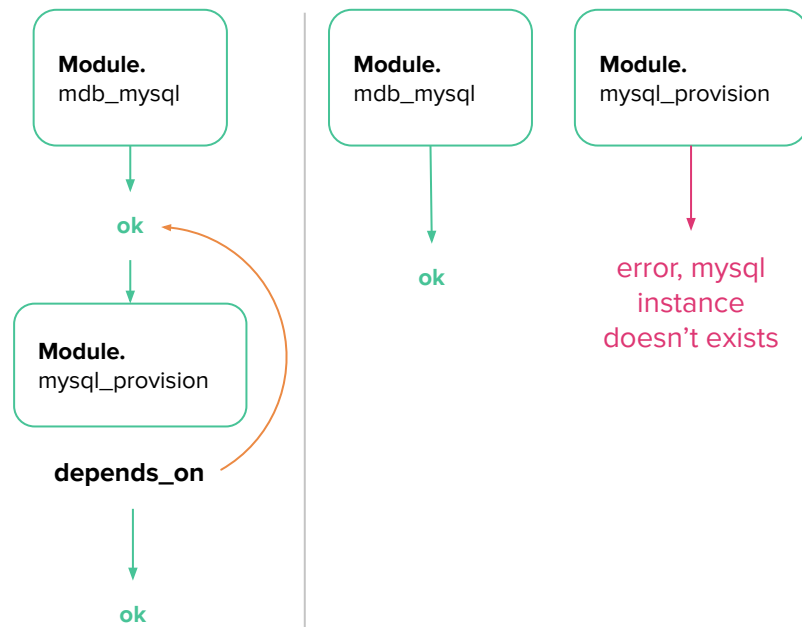 Module.
mdb_mysql
ok
Module.
mysql_provision
depends_on
ok
Module.
mdb_mysql
ok
Module.
mysql_provision
error, mysql
instance
doesn’t exists